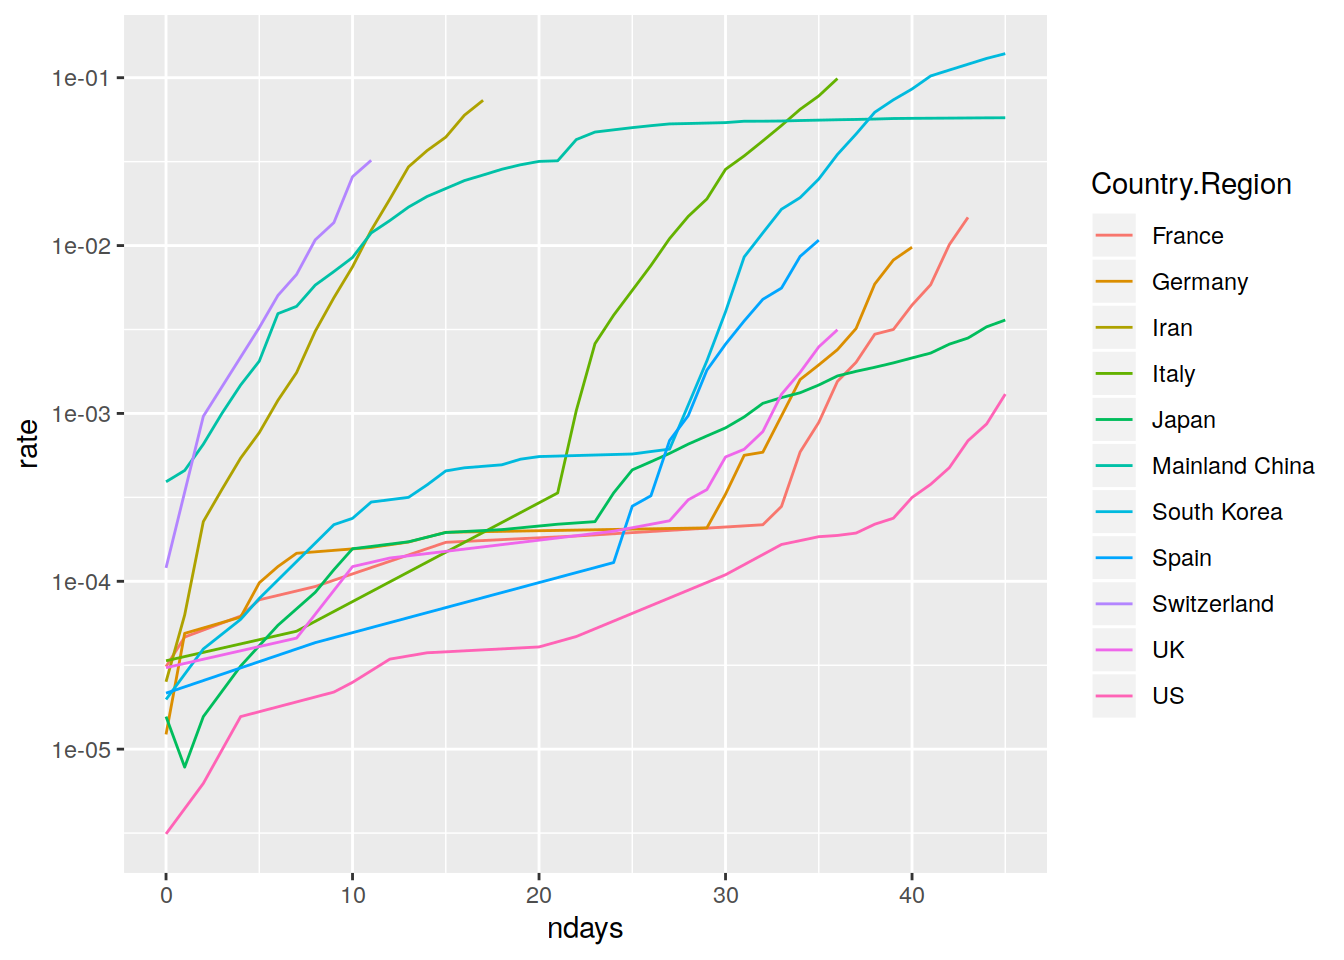 1e-01
1e-02
1e-03
1e-04
1e-05
rate
0 10 20 30 40
ndays
Country.Region
France
Germany
Iran
Italy
Japan
Mainland China
South Korea
Spain
Switzerland
UK
US